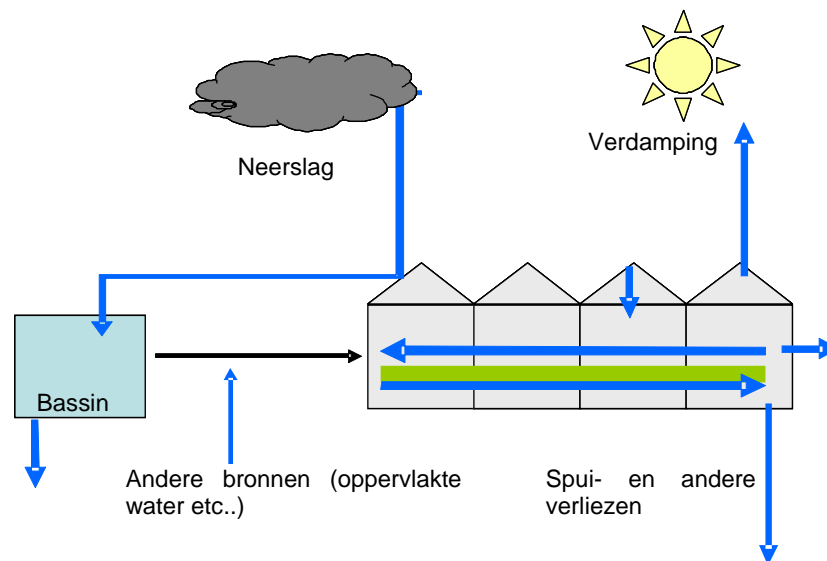 Neerslag
Verdamping
Bassin
Andere bronnen (oppervlakte
water etc..)
Spui- en andere
verliezen